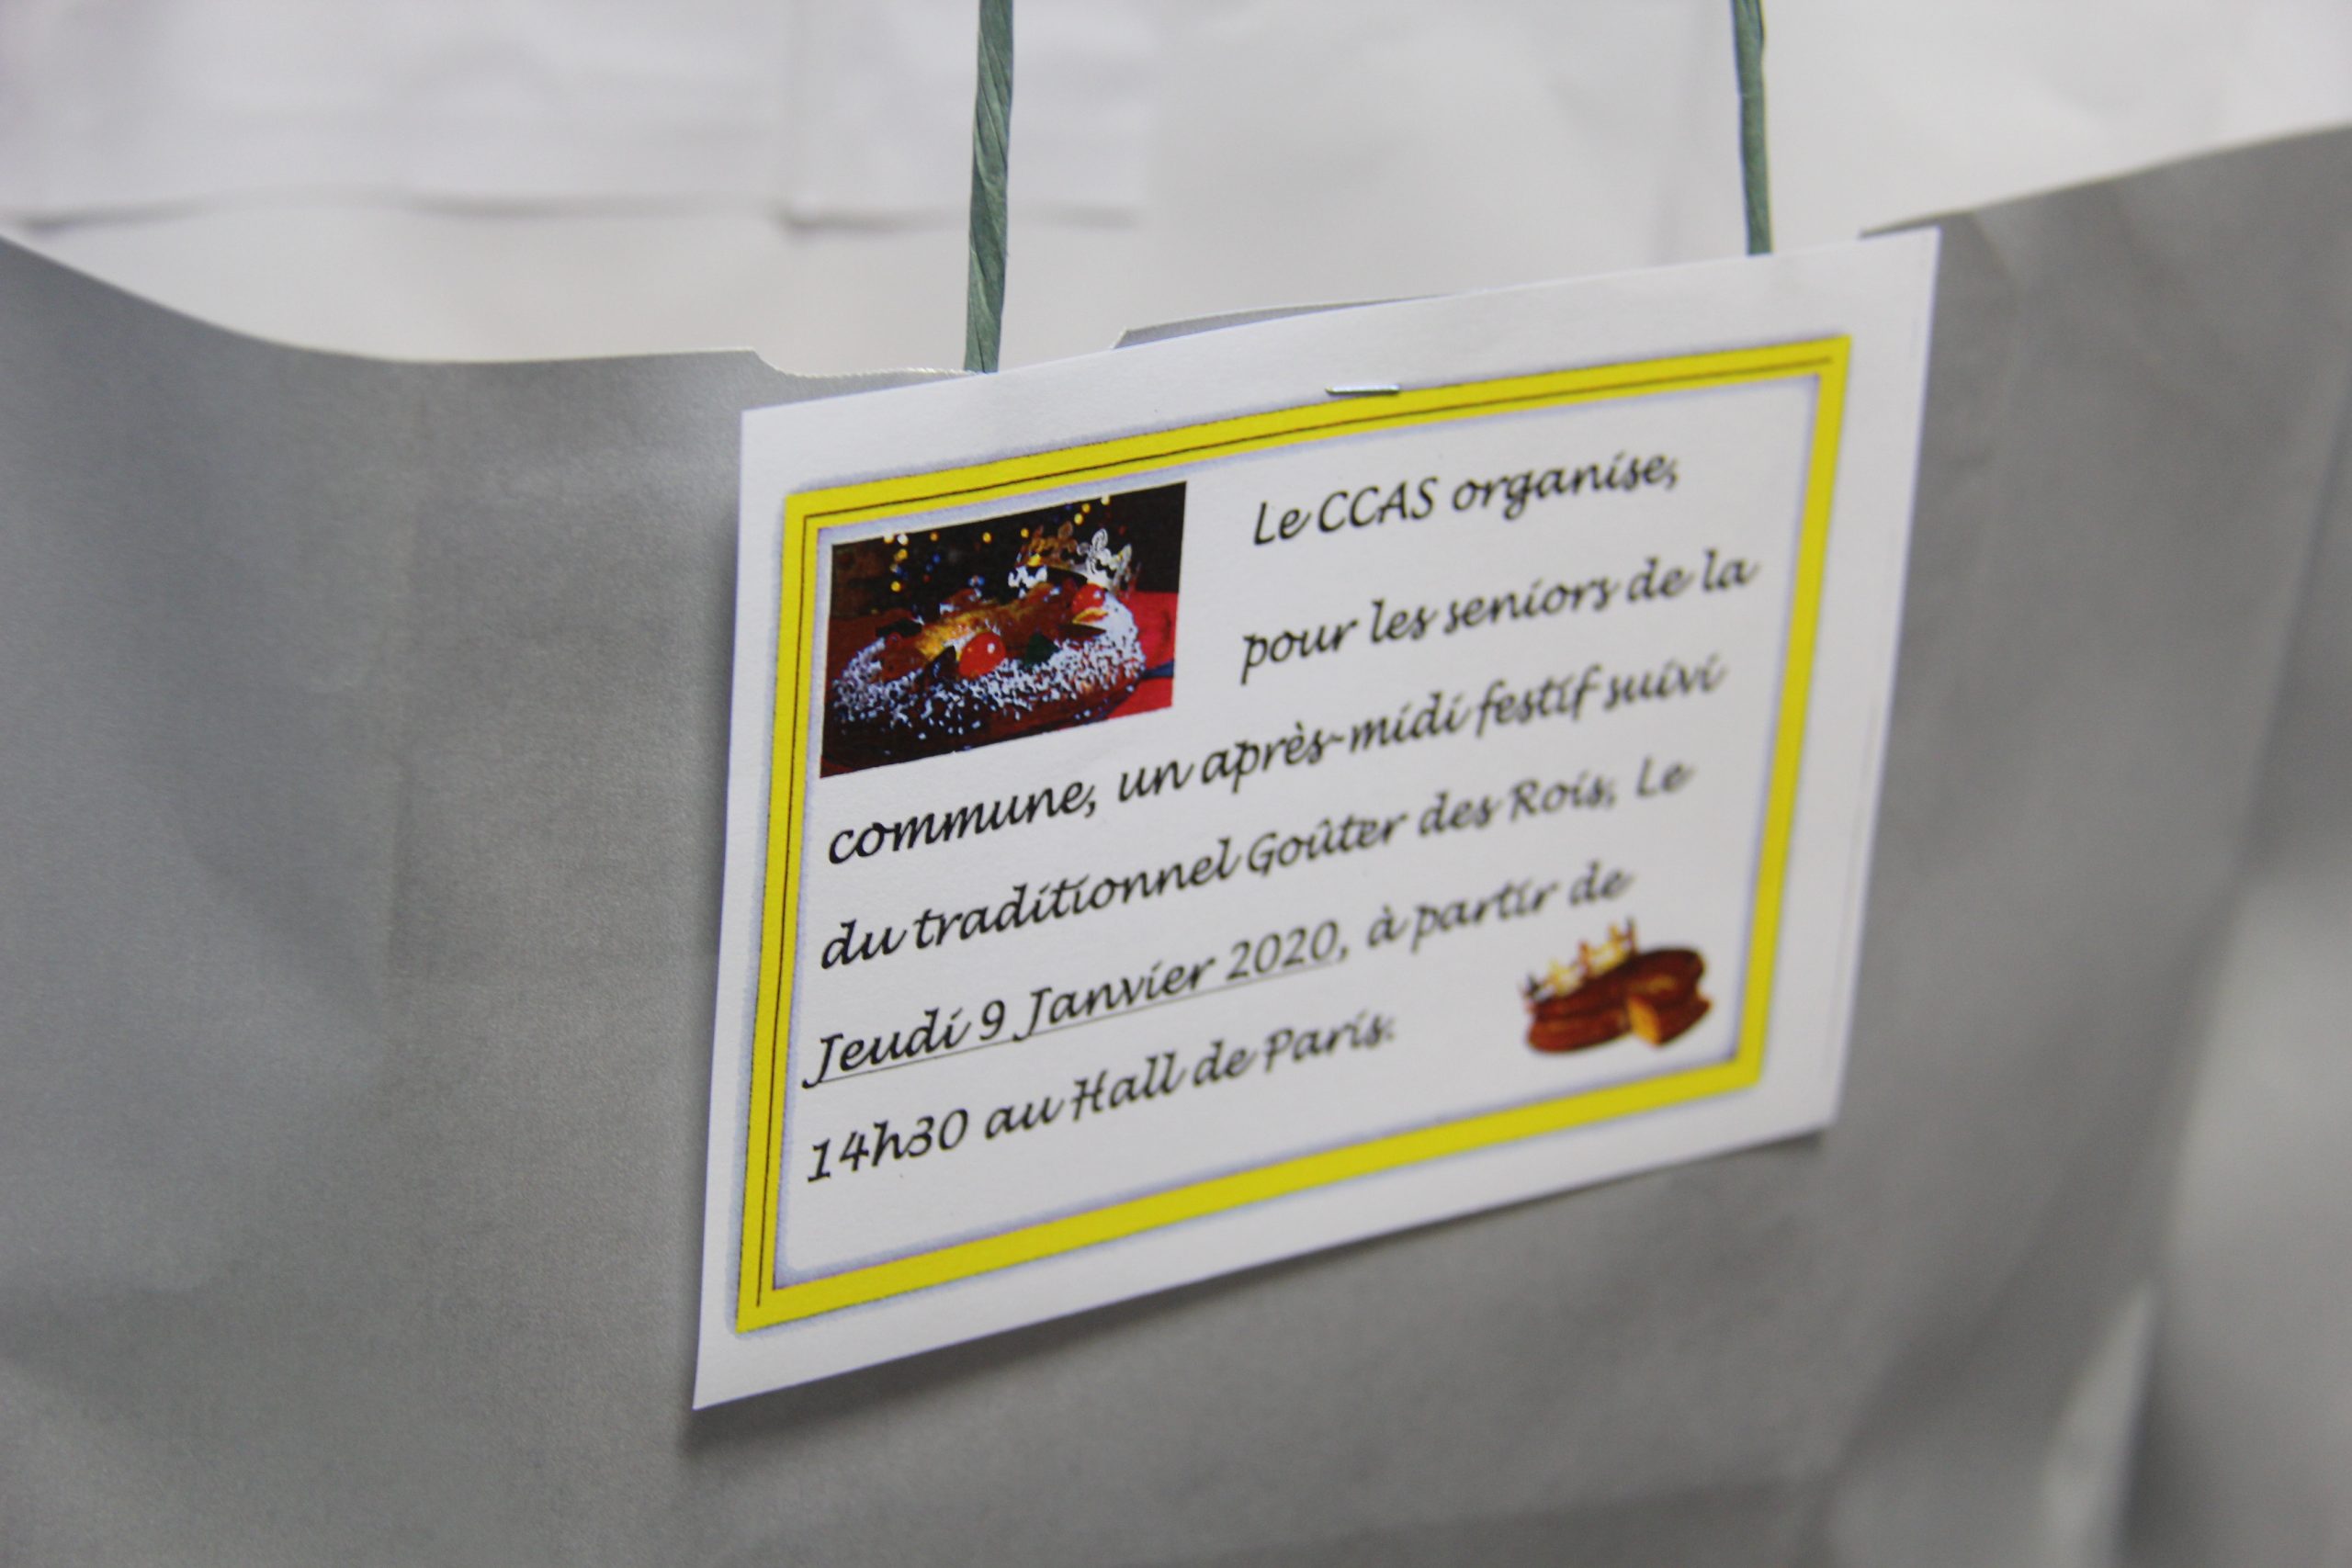 Le CCAS organise,
pour les seniors de la
commune, un après-midi festif suivi
du traditionnel Goûter des Rois, Le
Jeudi 9 Janvier 2020, à partir de
14h30 au Hall de Paris.